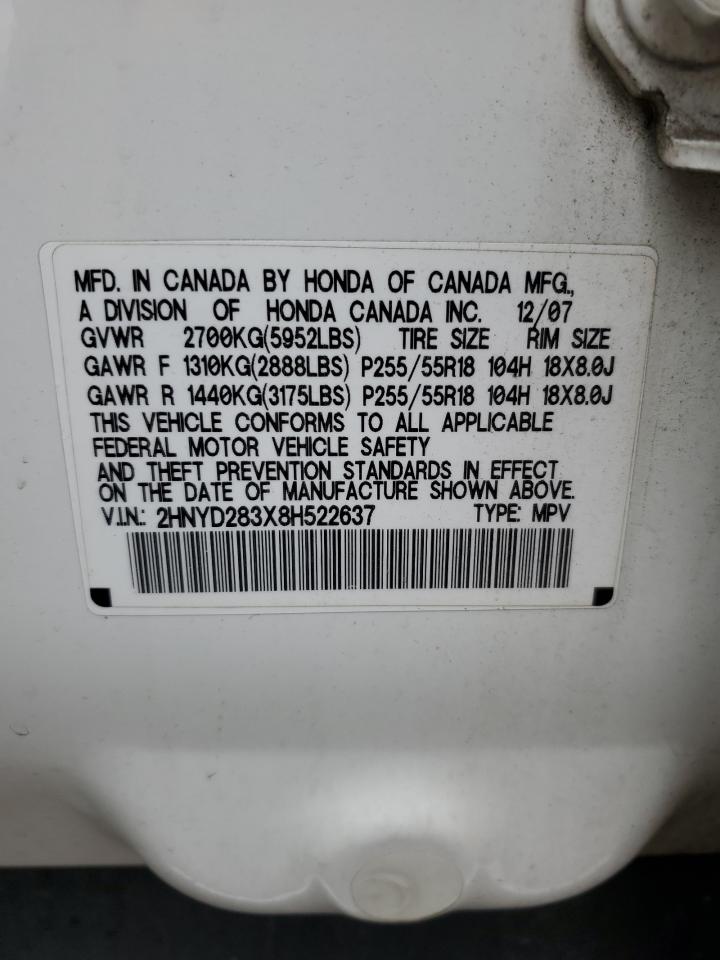 MFD. IN CANADA BY HONDA OF CANADA MFG.,
A DIVISION OF HONDA CANADA INC. 12/07
GVWR 2700KG(5952LBS) TIRE SIZE RIM SIZE
GAWR F 1310KG(2888LBS) P255/55R18 104H 18X8.0J
GAWR R 1440KG(3175LBS) P255/55R18 104H 18X8.0J
THIS VEHICLE CONFORMS TO ALL APPLICABLE
FEDERAL MOTOR VEHICLE SAFETY
AND THEFT PREVENTION STANDARDS IN EFFECT
ON THE DATE OF MANUFACTURE SHOWN ABOVE.
V.I.N.: 2HNYD283X8H522637 TYPE: MPV